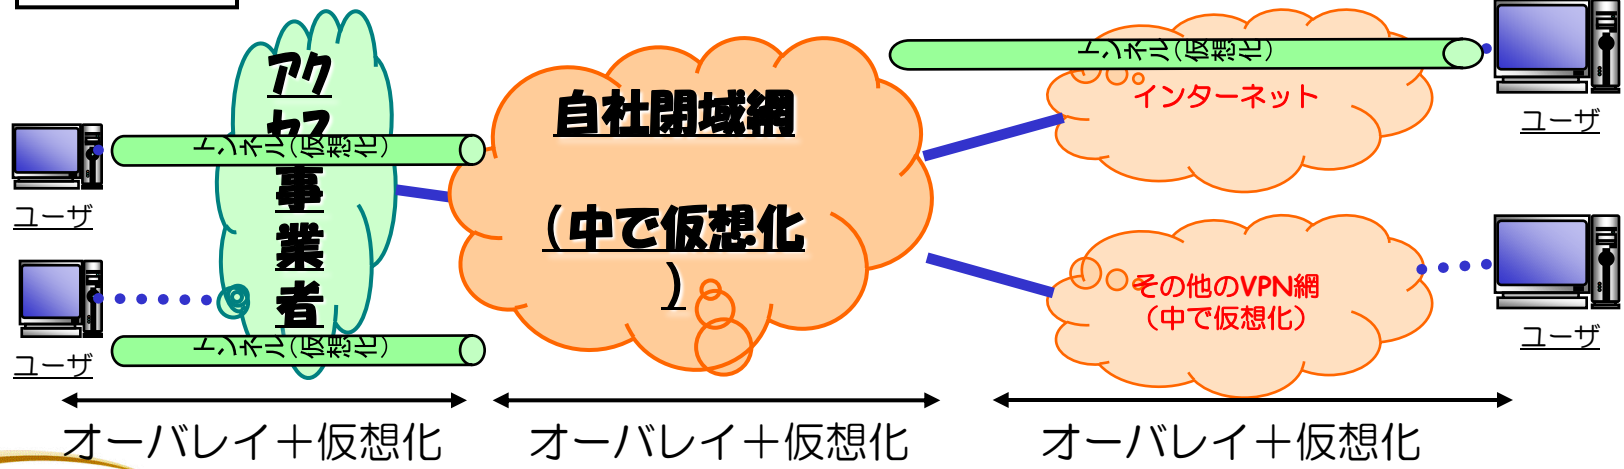 アク
セス
事
業
者
トンネル(仮想化)
トンネル(仮想化)
ユーザ
ユーザ
自社閉域網
(中で仮想化
)
トンネル(仮想化)
インターネット
その他のVPN網
(中で仮想化)
ユーザ
ユーザ
オーバレイ+仮想化
オーバレイ+仮想化
オーバレイ+仮想化